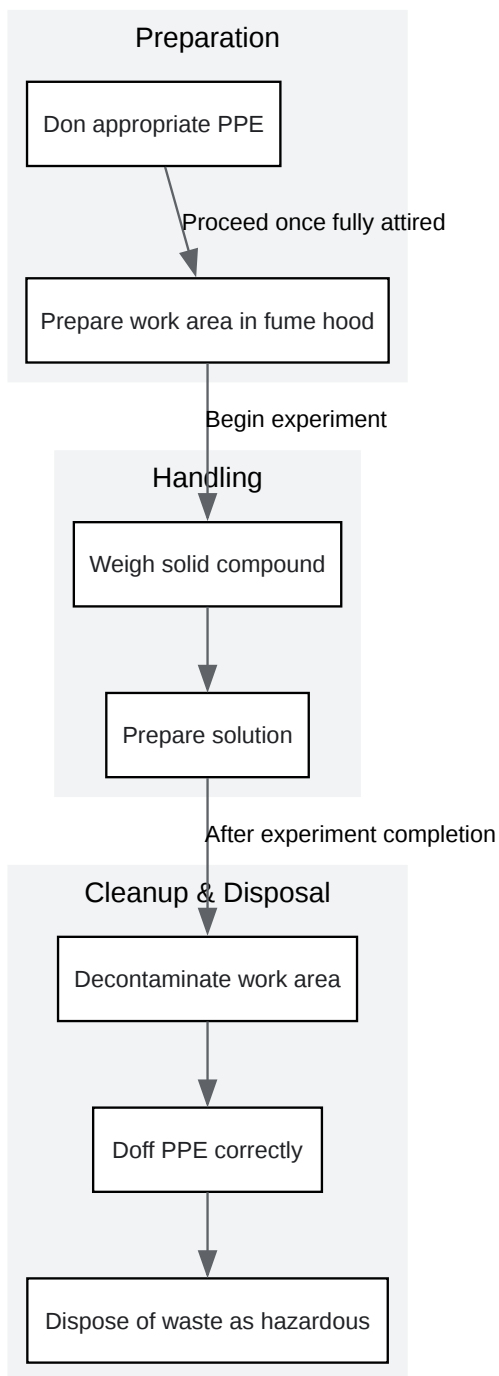 Preparation
Don appropriate PPE
Proceed once fully attired
Prepare work area in fume hood
Begin experiment
Handling
Weigh solid compound
Prepare solution
After experiment completion
Cleanup & Disposal
Decontaminate work area
Doff PPE correctly
Dispose of waste as hazardous